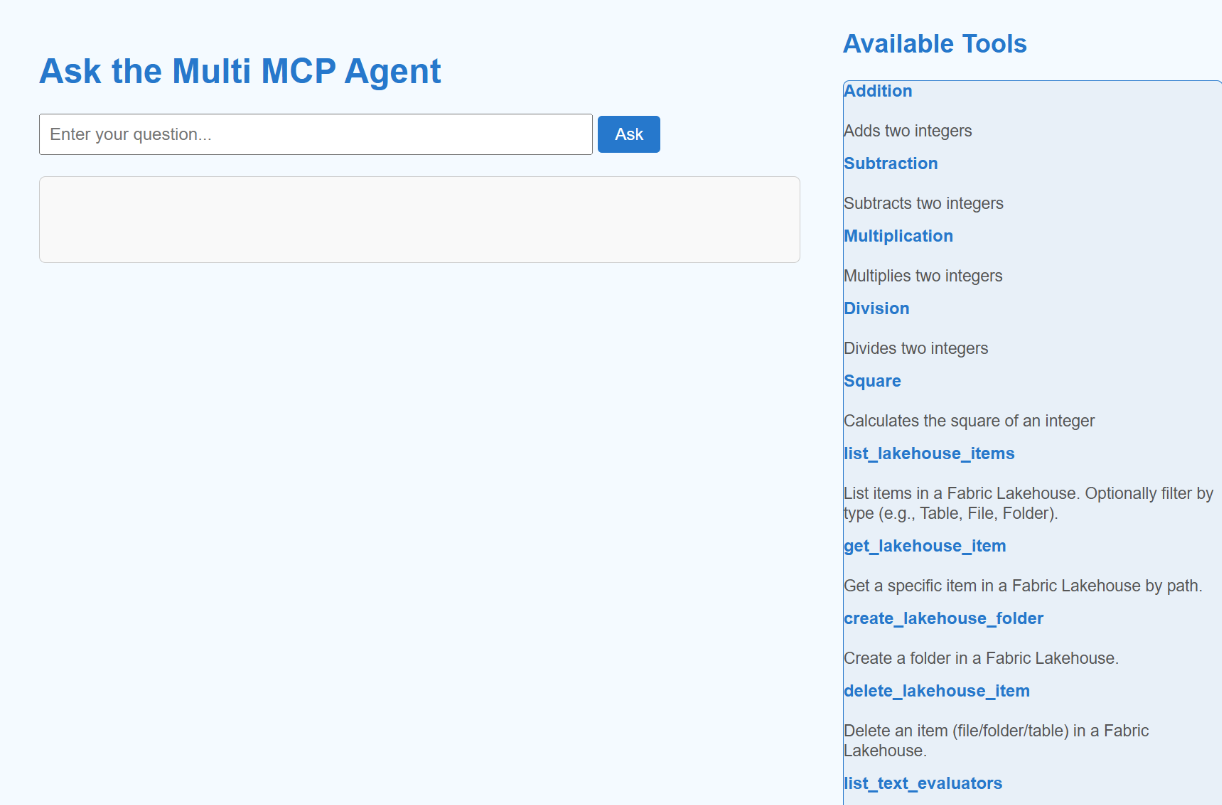 Ask the Multi MCP Agent
Enter your question...
Ask
Available Tools
Addition
Adds two integers
Subtraction
Subtracts two integers
Multiplication
Multiplies two integers
Division
Divides two integers
Square
Calculates the square of an integer
list_lakehouse_items
List items in a Fabric Lakehouse. Optionally filter by
type (e.g., Table, File, Folder).
get_lakehouse_item
Get a specific item in a Fabric Lakehouse by path.
create_lakehouse_folder
Create a folder in a Fabric Lakehouse.
delete_lakehouse_item
Delete an item (file/folder/table) in a Fabric
Lakehouse.
list_text_evaluators